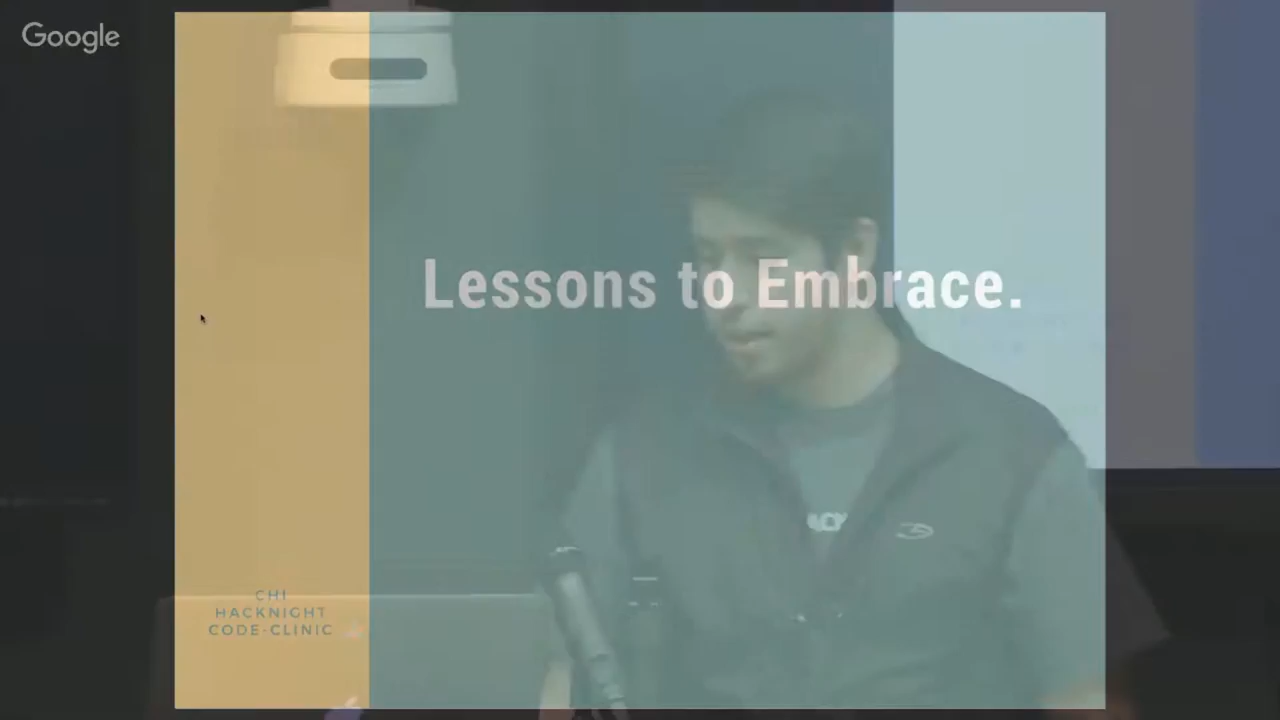 Google
Lessons to Embrace.
CHI
HACKNIGHT
CODE-CLINIC